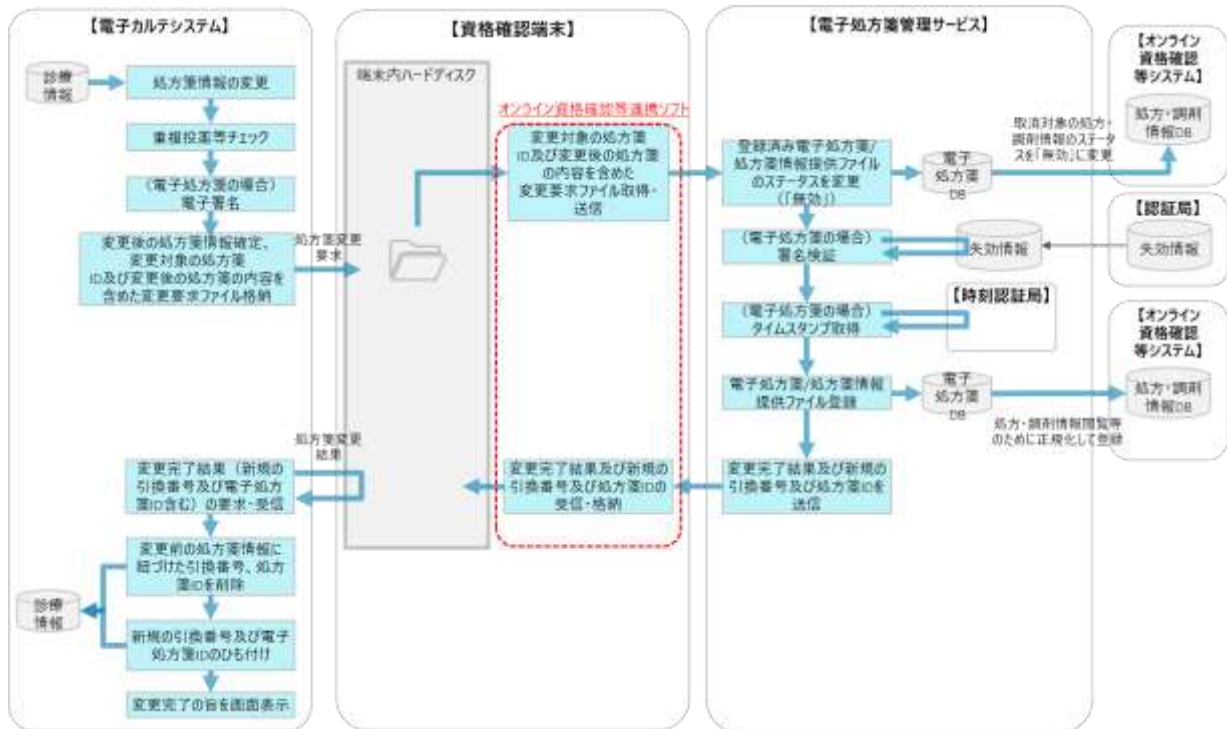 【電子カルテシステム】
診療
情報
処方箋情報の変更
重複投薬等チェック
（電子処方箋の場合）
電子署名
変更後の処方箋情報確定、
変更対象の処方箋
ID及び変更後の処方箋の内容を
含めた変更要求ファイル格納
処方箋変更
要求
【資格確認端末】
端末内ハードディスク
オンライン資格確認等連携ソフト
変更対象の処方箋
ID及び変更後の処方箋
の内容を含めた
変更要求ファイル取得・
送信
【電子処方箋管理サービス】
登録済み電子処方箋/
処方箋情報提供ファイル
のステータスを変更
（「無効」）
電子
処方箋
DB
取消対象の処方・
調剤情報のステータ
スを「無効」に変更
【オンライン
資格確認
等システム】
処方・調剤
情報DB
（電子処方箋の場合）
署名検証
失効情報
【認証局】
失効情報
（電子処方箋の場合）
タイムスタンプ取得
【時刻認証局】
電子処方箋/処方箋情報
提供ファイル登録
電子
処方箋
DB
処方・調剤情報閲覧等
のために正規化して登録
【オンライン
資格確認
等システム】
処方・調剤
情報DB
変更完了結果及び新規の
引換番号及び処方箋IDを
送信
変更完了結果及び新規の
引換番号及び処方箋IDの
受信・格納
処方箋変更
結果
変更完了結果（新規の
引換番号及び電子処方
箋ID含む）の要求・受信
変更前の処方箋情報に
紐づけた引換番号、処方
箋IDを削除
診療
情報
新規の引換番号及び電子
処方箋IDのひも付け
変更完了の旨を画面表示